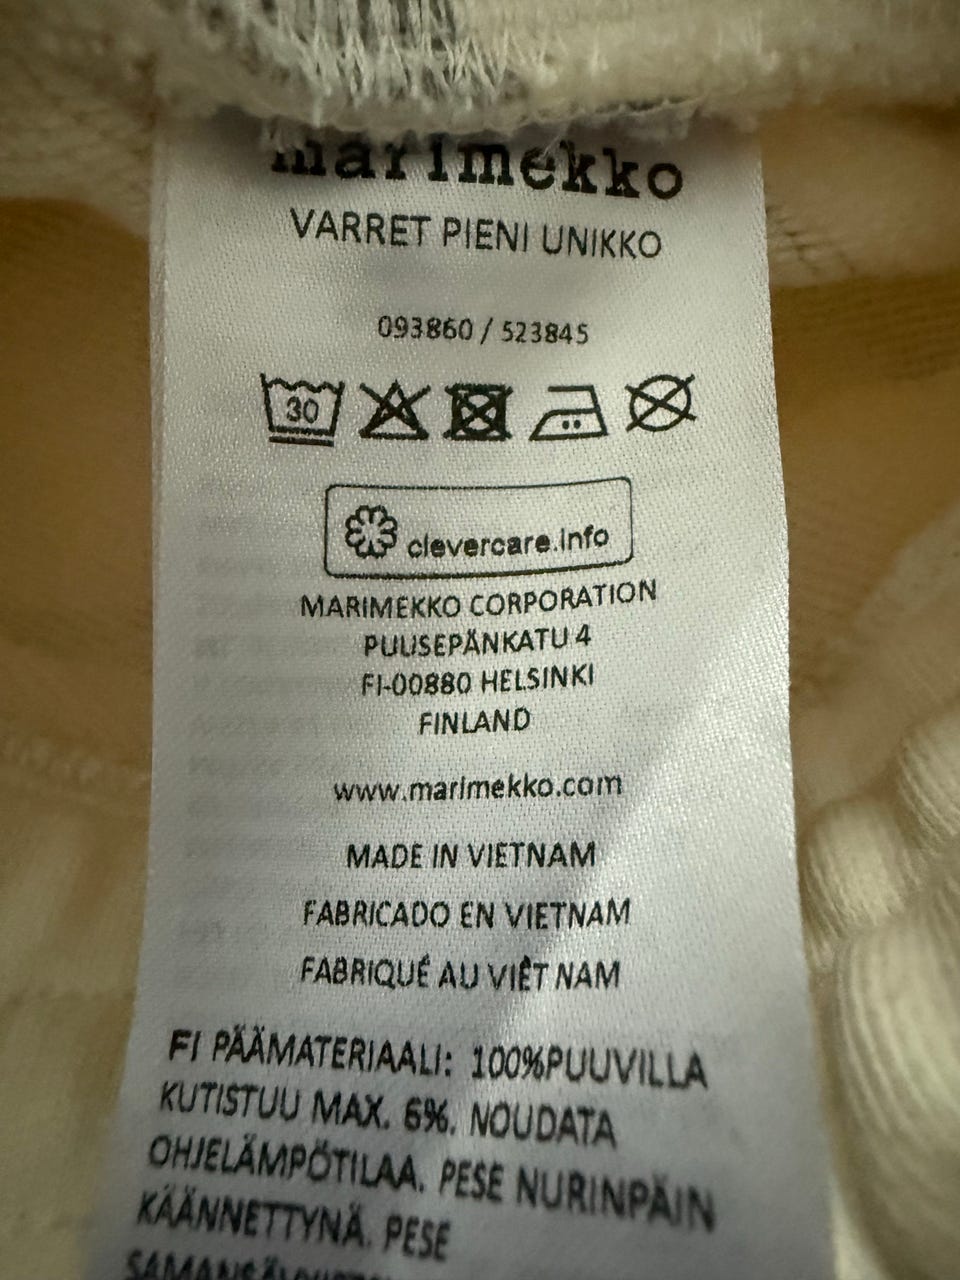 marimekko
VARRET PIENI UNIKKO
093860 / 523845
30
clevercare.info
MARIMEKKO CORPORATION
PUUSEPÄNKATU 4
FI-00880 HELSINKI
FINLAND
www.marimekko.com
MADE IN VIETNAM
FABRICADO EN VIETNAM
FABRIQUÉ AU VIÊT NAM
FI PÄÄMATERIAALI: 100%PUUVILLA
KUTISTUU MAX. 6%. NOUDATA
OHJELÄMPÖTILAA. PESE NURINPÄIN
KÄÄNNETTYNÄ. PESE